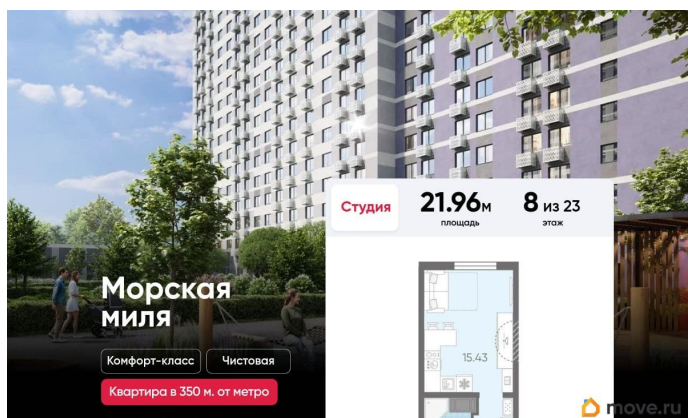 Студия
21.96м
площадь
8 из 23
этаж
Морская
миля
Комфорт-класс
Чистовая
Квартира в 350 м. от метро
15.43
move.ru